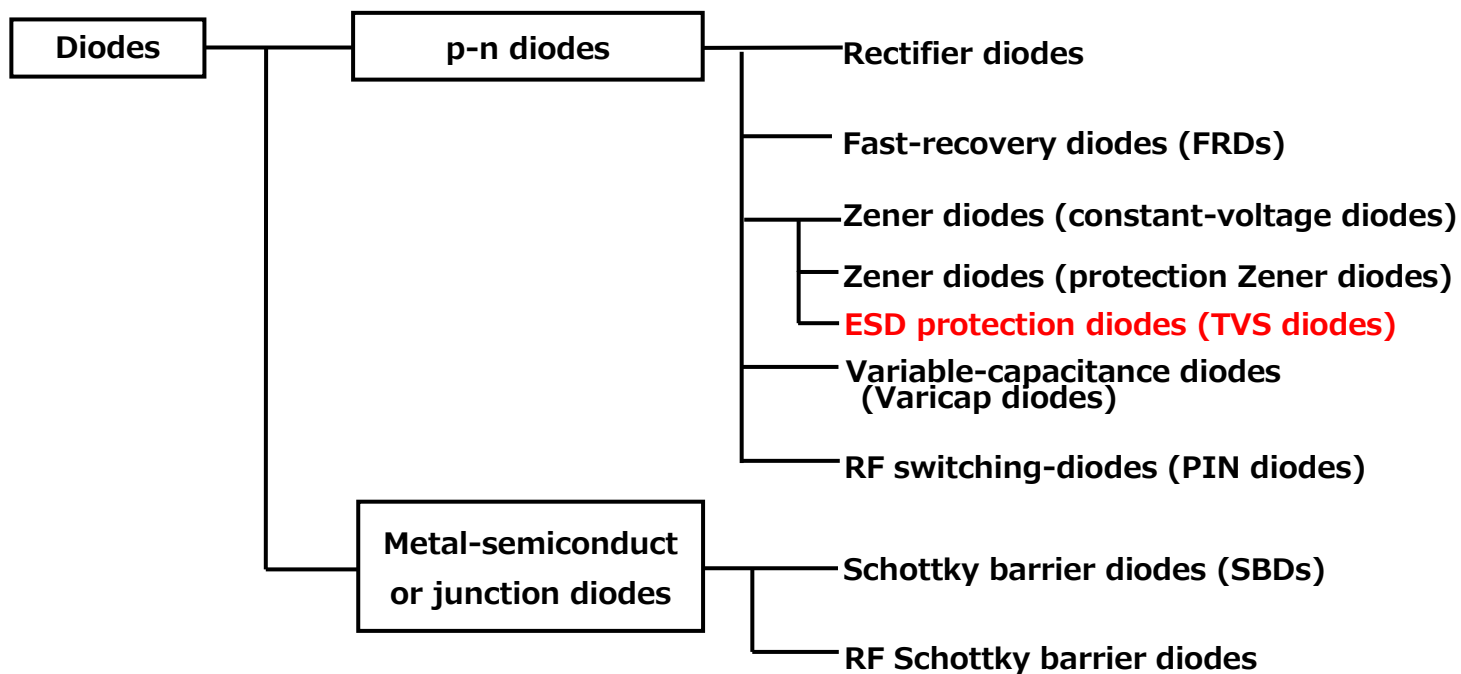 Diodes
p-n diodes
Rectifier diodes
Fast-recovery diodes (FRDs)
Zener diodes (constant-voltage diodes)
Zener diodes (protection Zener diodes)
ESD protection diodes (TVS diodes)
Variable-capacitance diodes
(Varicap diodes)
RF switching-diodes (PIN diodes)
Metal-semiconduct
or junction diodes
Schottky barrier diodes (SBDs)
RF Schottky barrier diodes